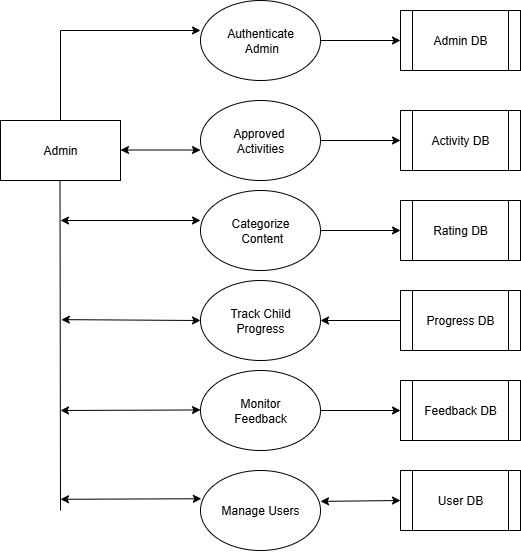 Authenticate
Admin
Admin DB
Admin
Approved
Activities
Activity DB
Categorize
Content
Rating DB
Track Child
Progress
Progress DB
Monitor
Feedback
Feedback DB
Manage Users
User DB